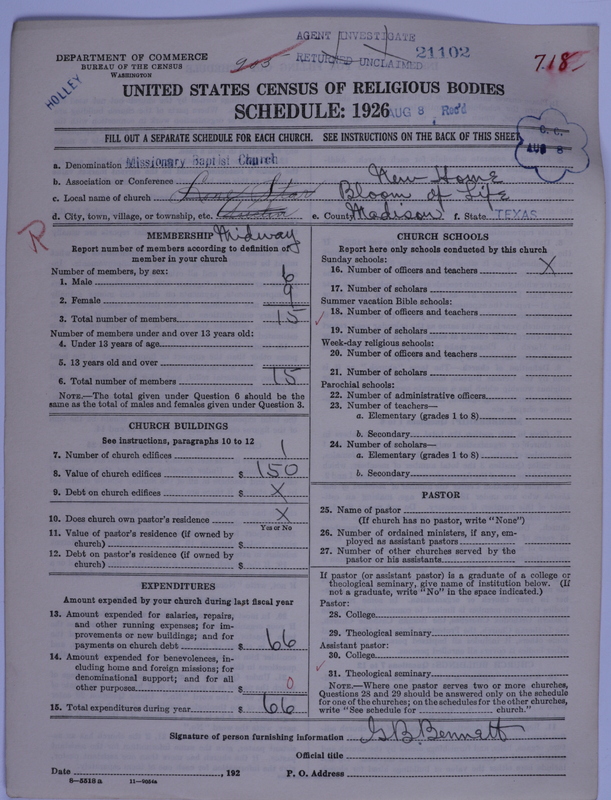 AGENT INVESTIGATE
903 RETURNED UNCLAIMED 21102 718
DEPARTMENT OF COMMERCE
BUREAU OF THE CENSUS
WASHINGTON
HOLLEY
UNITED STATES CENSUS OF RELIGIOUS BODIES
SCHEDULE: 1926
AUG 8 Rec'd
FILL OUT A SEPARATE SCHEDULE FOR EACH CHURCH. SEE INSTRUCTIONS ON THE BACK OF THIS SHEET
C. C.
AUG 8
a. Denomination Missionary Baptist Church
b. Association or Conference New Home
c. Local name of church Lone Star Bloom of Life
d. City, town, village, or township, etc. e. County Madison f. State TEXAS
R
Midway
MEMBERSHIP
Report number of members according to definition of
member in your church
Number of members, by sex:
1. Male 6
2. Female 9
3. Total number of members 15
Number of members under and over 13 years old:
4. Under 13 years of age
5. 13 years old and over
6. Total number of members 15
NOTE.—The total given under Question 6 should be
same as the total of males and females given under Question 3.
CHURCH BUILDINGS
See instructions, paragraphs 10 to 12
7. Number of church edifices 1
8. Value of church edifices $ 150
9. Debt on church edifices $ X
10. Does church own pastor's residence X
Yes or No
11. Value of pastor's residence (if owned by
church) $
12. Debt on pastor's residence (if owned by
church) $
EXPENDITURES
Amount expended by your church during last fiscal year
13. Amount expended for salaries, repairs,
and other running expenses; for im-
provements or new buildings; and for
payments on church debt $ 66
14. Amount expended for benevolences, in-
cluding home and foreign missions; for
denominational support; and for all
other purposes $ 0
15. Total expenditures during year $ 66
CHURCH SCHOOLS
Report here only schools conducted by this church
Sunday schools:
16. Number of officers and teachers X
17. Number of scholars
Summer vacation Bible schools:
18. Number of officers and teachers
19. Number of scholars
Week-day religious schools:
20. Number of officers and teachers
21. Number of scholars
Parochial schools:
22. Number of administrative officers
23. Number of teachers—
a. Elementary (grades 1 to 8)
b. Secondary
24. Number of scholars—
a. Elementary (grades 1 to 8)
b. Secondary
PASTOR
25. Name of pastor
(If church has no pastor, write "None")
26. Number of ordained ministers, if any, em-
ployed as assistant pastors
27. Number of other churches served by the
pastor or his assistants
If pastor (or assistant pastor) is a graduate of a college or
theological seminary, give name of institution below. (If
not a graduate, write "No" in the space indicated.)
Pastor:
28. College
29. Theological seminary
Assistant pastor:
30. College
31. Theological seminary
NOTE.—Where one pastor serves two or more churches,
Questions 28 and 29 should be answered only on the schedule
for one of the churches; on the schedules for the other churches,
write "See schedule for church."
Signature of person furnishing information G. B. Bennett
Official title
Date , 192 P. O. Address
8—5518 a 11—9054a